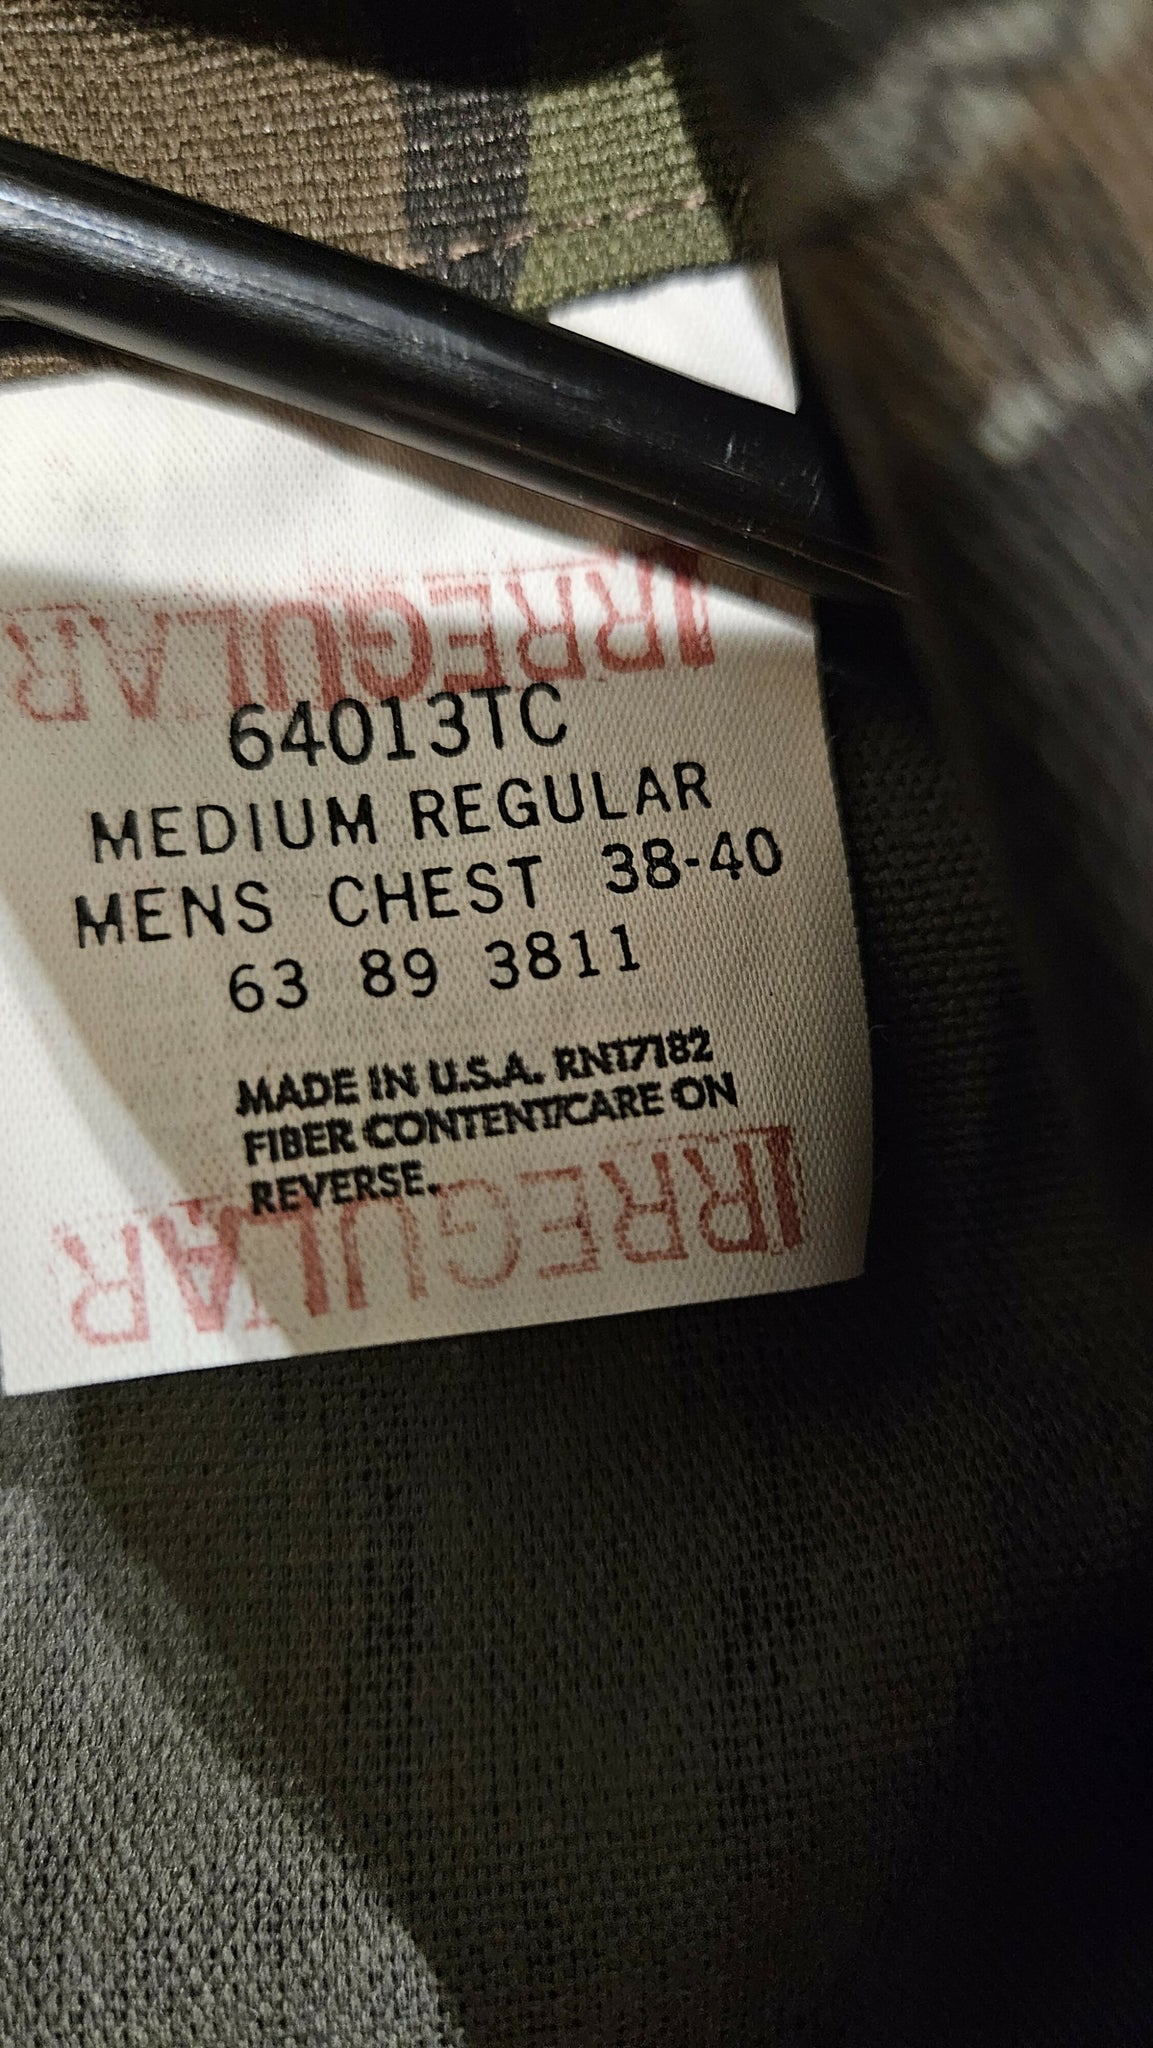 IRREGULAR
64013TC
MEDIUM REGULAR
MENS CHEST 38-40
63 89 3811
MADE IN U.S.A. RN17182
FIBER CONTENT/CARE ON
REVERSE.
IRREGULAR